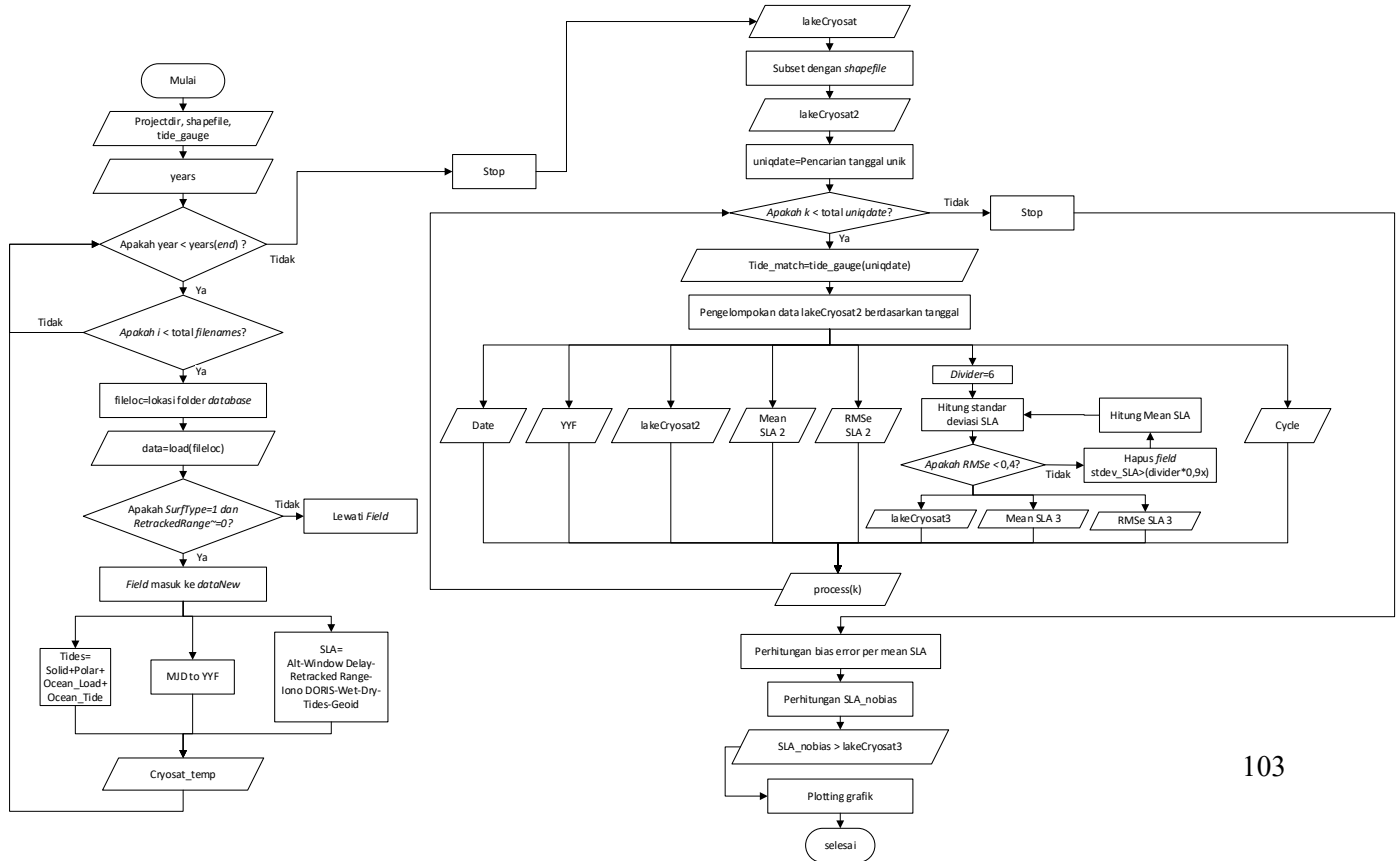 Mulai
Projectdir, shapefile,
tide_gauge
years
Apakah year < years(end) ?
Tidak
Ya
Tidak
Apakah i < total filenames?
Ya
fileloc=lokasi folder database
data=load(fileloc)
Apakah SurfType=1 dan
RetrackedRange~=0?
Tidak
Lewati Field
Ya
Field masuk ke dataNew
Tides=
Solid+Polar+
Ocean_Load+
Ocean_Tide
MJD to YYF
SLA=
Alt-Window Delay-
Retracked Range-
Iono DORIS-Wet-Dry-
Tides-Geoid
Cryosat_temp
Stop
lakeCryosat
Subset dengan shapefile
lakeCryosat2
uniqdate=Pencarian tanggal unik
Apakah k < total uniqdate?
Tidak
Stop
Ya
Tide_match=tide_gauge(uniqdate)
Pengelompokan data lakeCryosat2 berdasarkan tanggal
Date
YYF
lakeCryosat2
Mean
SLA 2
RMSe
SLA 2
Divider=6
Hitung standar
deviasi SLA
Hitung Mean SLA
Apakah RMSe < 0,4?
Tidak
Hapus field
stdev_SLA>(divider*0,9x)
Cycle
lakeCryosat3
Mean SLA 3
RMSe SLA 3
process(k)
Perhitungan bias error per mean SLA
Perhitungan SLA_nobias
SLA_nobias > lakeCryosat3
Plotting grafik
selesai
103